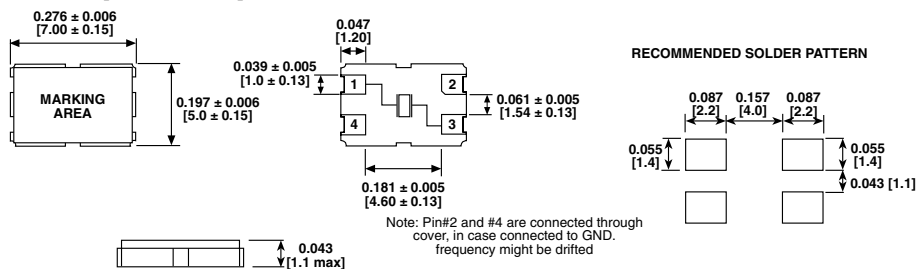 0.276 ± 0.006
[7.00 ± 0.15]
MARKING
AREA
0.197 ± 0.006
[5.0 ± 0.15]
0.047
[1.20]
0.039 ± 0.005
[1.0 ± 0.13]
1
2
4
3
0.061 ± 0.005
[1.54 ± 0.13]
0.181 ± 0.005
[4.60 ± 0.13]
Note: Pin#2 and #4 are connected through
cover, in case connected to GND.
frequency might be drifted
RECOMMENDED SOLDER PATTERN
0.087
[2.2]
0.157
[4.0]
0.087
[2.2]
0.055
[1.4]
0.055
[1.4]
0.043 [1.1]
0.043
[1.1 max]